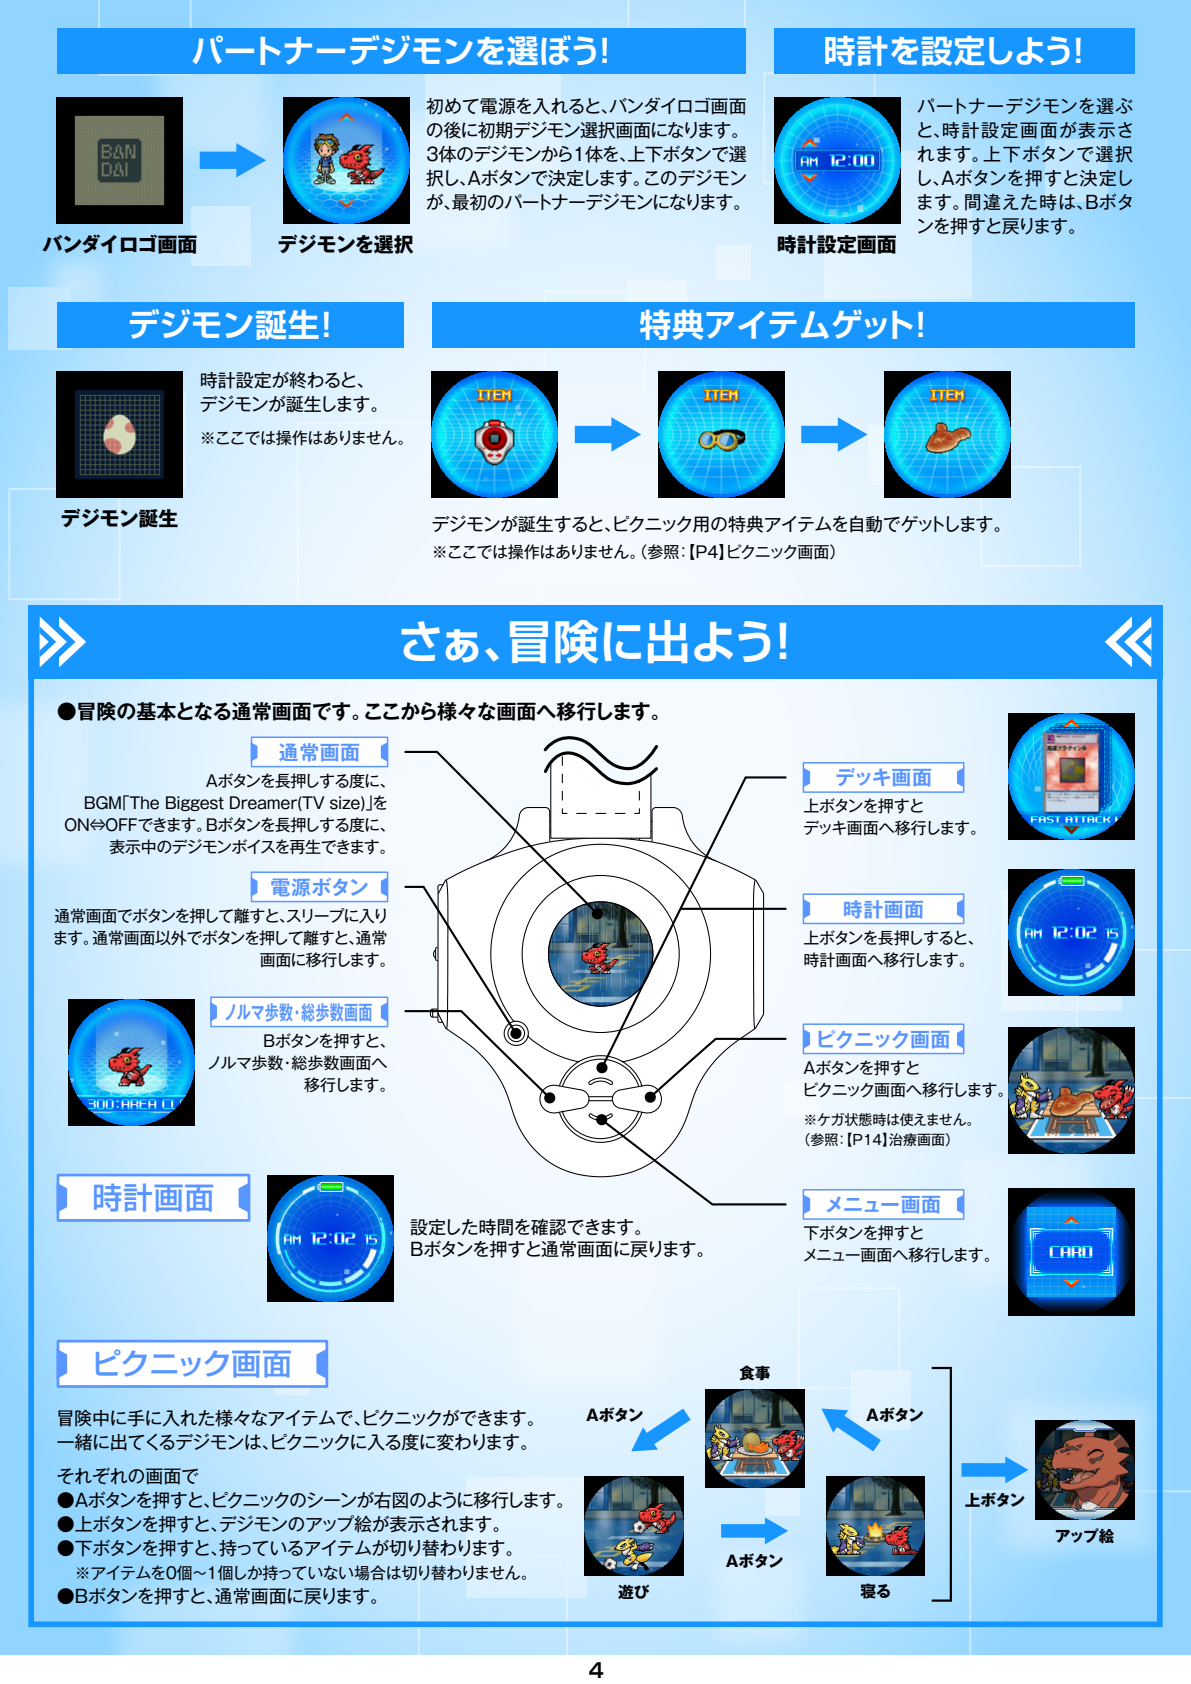 パートナーデジモンを選ぼう!
BAN
DAI
バンダイロゴ画面
デジモンを選択
初めて電源を入れると、バンダイロゴ画面
の後に初期デジモン選択画面になります。
3体のデジモンから1体を、上下ボタンで選
択し、Aボタンで決定します。このデジモン
が、最初のパートナーデジモンになります。
時計を設定しよう!
AM 12:00
時計設定画面
パートナーデジモンを選ぶ
と、時計設定画面が表示さ
れます。上下ボタンで選択
し、Aボタンを押すと決定し
ます。間違えた時は、Bボタ
ンを押すと戻ります。
デジモン誕生!
デジモン誕生
時計設定が終わると、
デジモンが誕生します。
※ここでは操作はありません。
特典アイテムゲット!
ITEM
ITEM
ITEM
デジモンが誕生すると、ピクニック用の特典アイテムを自動でゲットします。
※ここでは操作はありません。(参照:【P4】ピクニック画面)
さぁ、冒険に出よう!
●冒険の基本となる通常画面です。ここから様々な画面へ移行します。
通常画面
Aボタンを長押しする度に、
BGM「The Biggest Dreamer(TV size)」を
ON⇔OFFできます。Bボタンを長押しする度に、
表示中のデジモンボイスを再生できます。
電源ボタン
通常画面でボタンを押して離すと、スリープに入り
ます。通常画面以外でボタンを押して離すと、通常
画面に移行します。
ノルマ歩数・総歩数画面
Bボタンを押すと、
ノルマ歩数・総歩数画面へ
移行します。
300:AREA CL
デッキ画面
上ボタンを押すと
デッキ画面へ移行します。
高速プラグインH
FAST ATTACK
時計画面
上ボタンを長押しすると、
時計画面へ移行します。
AM 12:02 15
ピクニック画面
Aボタンを押すと
ピクニック画面へ移行します。
※ケガ状態時は使えません。
(参照:【P14】治療画面)
メニュー画面
下ボタンを押すと
メニュー画面へ移行します。
CARD
時計画面
AM 12:02 15
設定した時間を確認できます。
Bボタンを押すと通常画面に戻ります。
ピクニック画面
冒険中に手に入れた様々なアイテムで、ピクニックができます。
一緒に出てくるデジモンは、ピクニックに入る度に変わります。
それぞれの画面で
●Aボタンを押すと、ピクニックのシーンが右図のように移行します。
●上ボタンを押すと、デジモンのアップ絵が表示されます。
●下ボタンを押すと、持っているアイテムが切り替わります。
※アイテムを0個～1個しか持っていない場合は切り替わりません。
●Bボタンを押すと、通常画面に戻ります。
食事
Aボタン
Aボタン
遊び
Aボタン
寝る
上ボタン
アップ絵
4